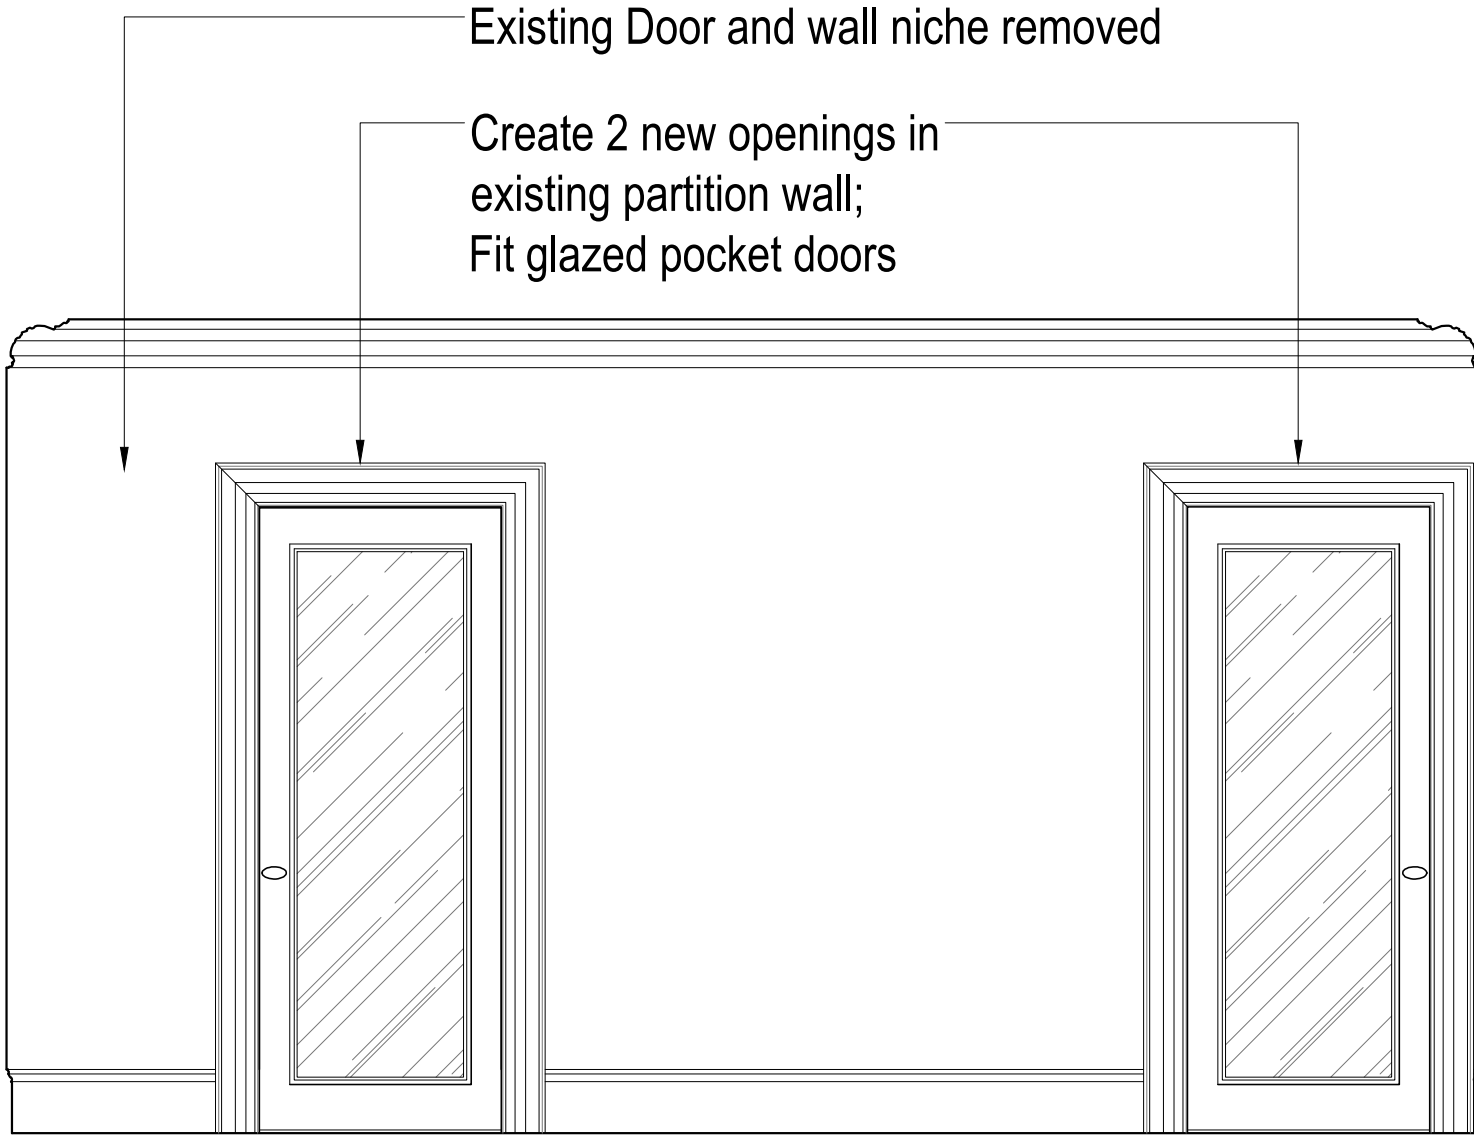 Existing Door and wall niche removed
Create 2 new openings in
existing partition wall;
Fit glazed pocket doors